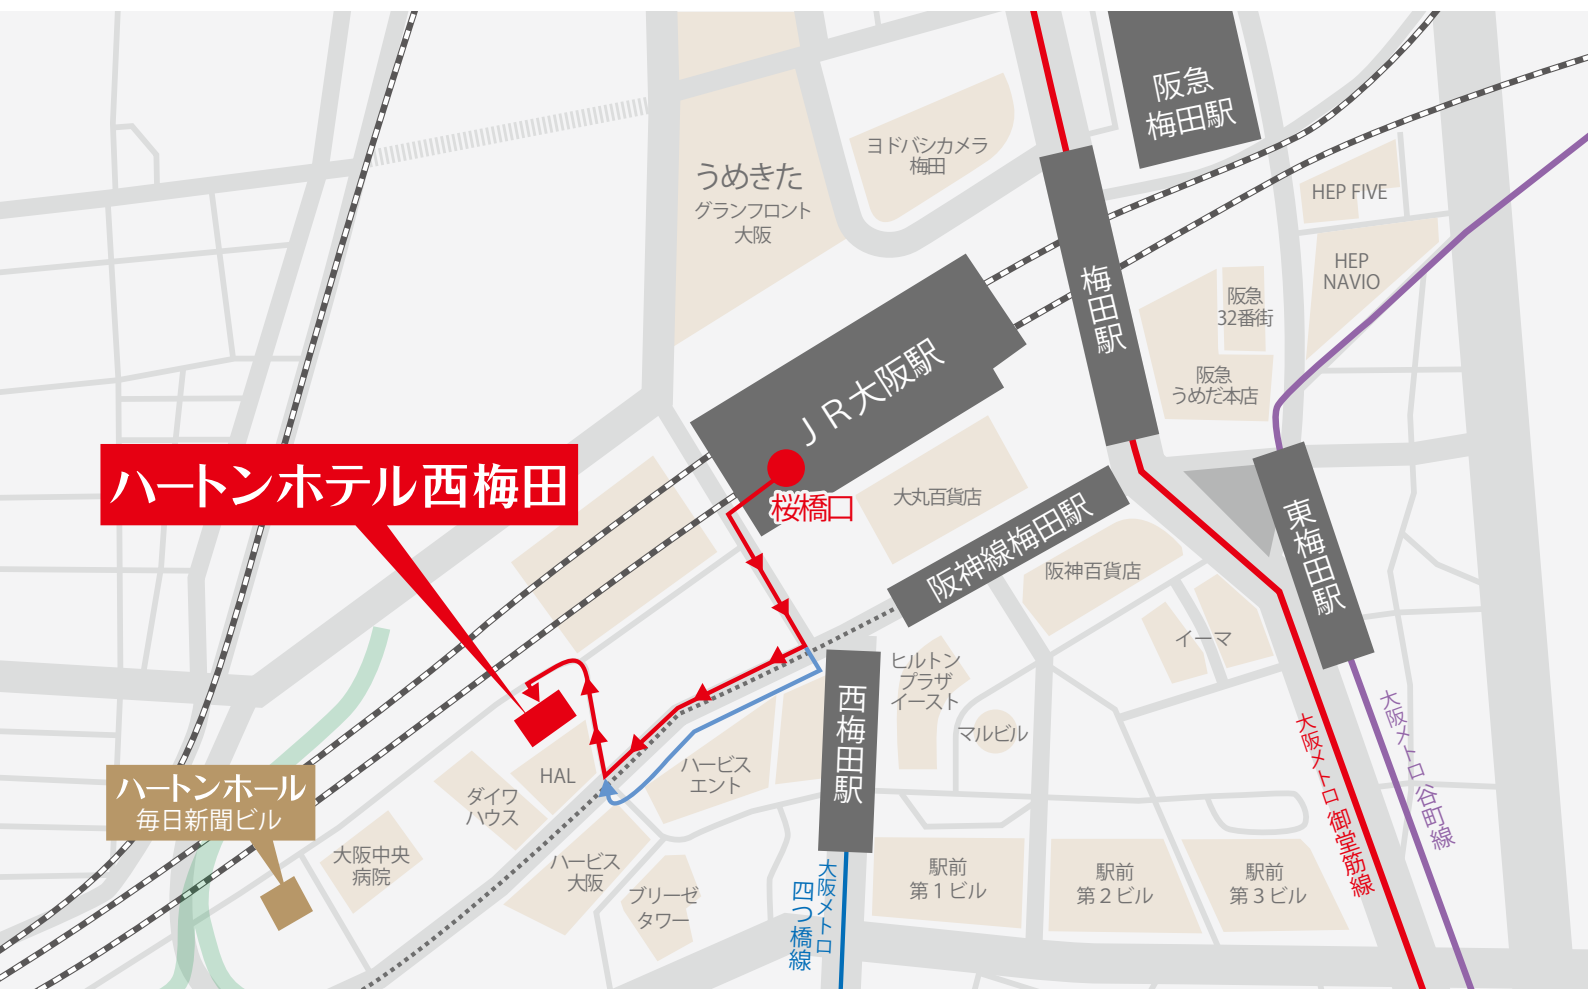 阪急
梅田駅
ヨドバシカメラ
梅田
うめきた
グランフロント
大阪
HEP FIVE
HEP
NAVIO
梅田駅
阪急
32番街
阪急
うめだ本店
ＪＲ大阪駅
桜橋口
ハートンホテル西梅田
大丸百貨店
阪神線梅田駅
阪神百貨店
東梅田駅
イーマ
ヒルトン
プラザ
イースト
マルビル
西梅田駅
ハービス
エント
HAL
ダイワ
ハウス
ハートンホール
毎日新聞ビル
大阪中央
病院
ハービス
大阪
ブリーゼ
タワー
大阪メトロ
四つ橋線
駅前
第1ビル
駅前
第2ビル
駅前
第3ビル
大阪メトロ 御堂筋線
大阪メトロ 谷町線